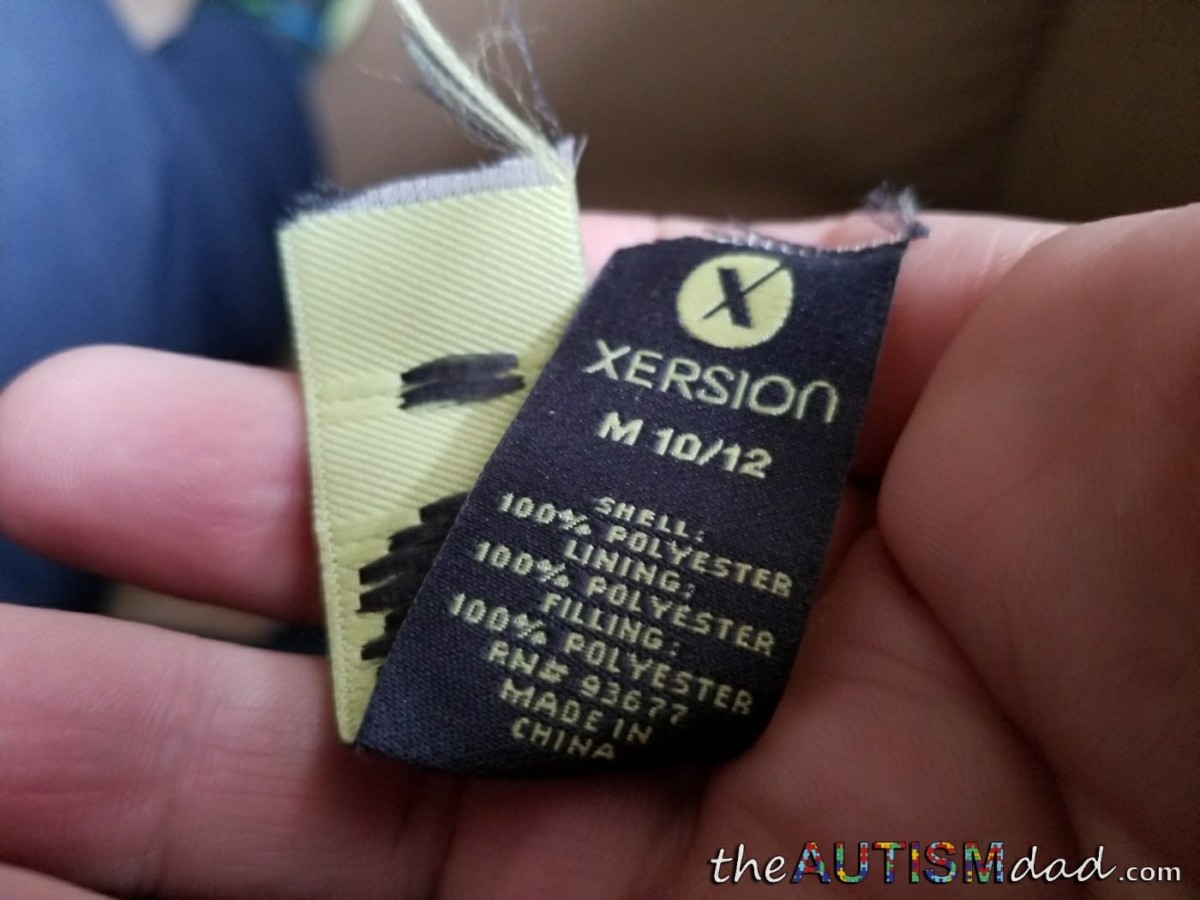 X
XERSION
M 10/12
SHELL:
100% POLYESTER
LINING:
100% POLYESTER
FILLING:
100% POLYESTER
RN# 93677
MADE IN
CHINA
theAUTISMdad.com